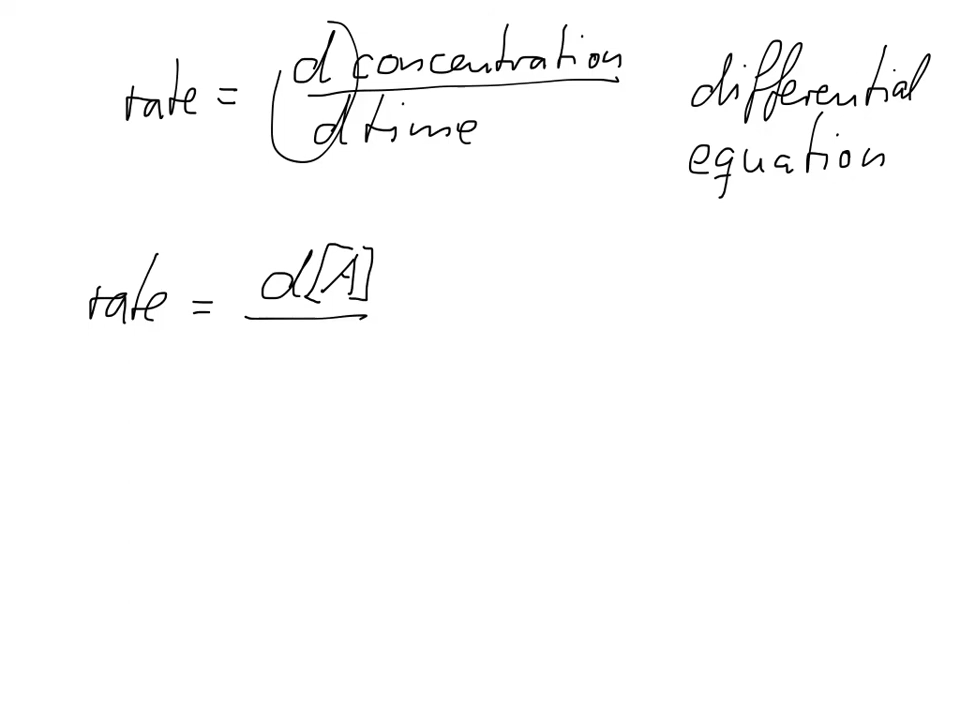 rate = d concentration / d time
differential
equation
rate = d[A]